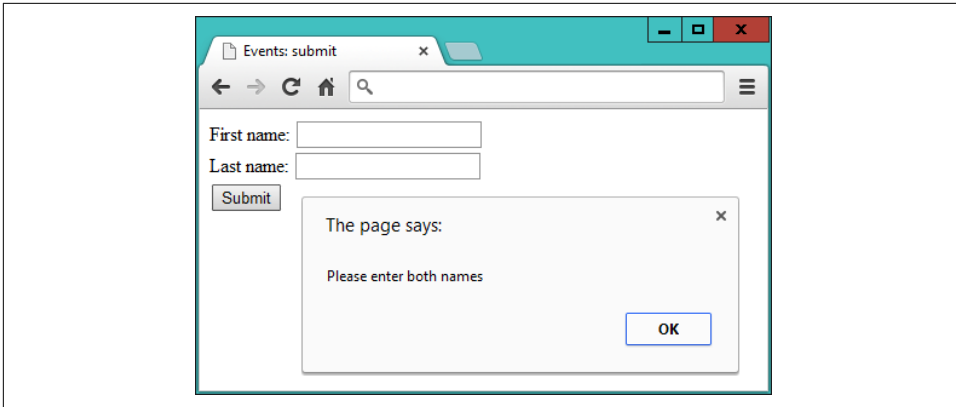 Events: submit
First name:
Last name:
Submit
The page says:
Please enter both names
OK